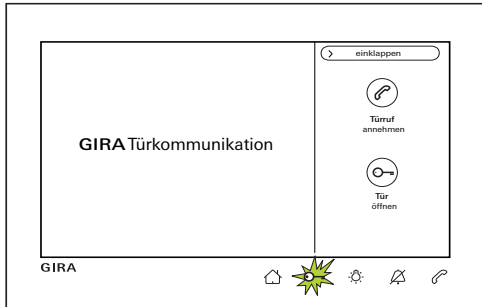 einklappen
Türruf
annehmen
GIRA Türkommunikation
Tür
öffnen
GIRA